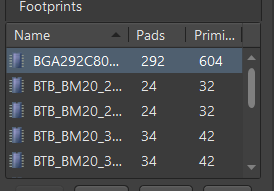 Footprints
Name Pads Primi...
BGA292C80... 292 604
BTB_BM20_2... 24 32
BTB_BM20_2... 24 32
BTB_BM20_3... 34 42
BTB_BM20_3... 34 42